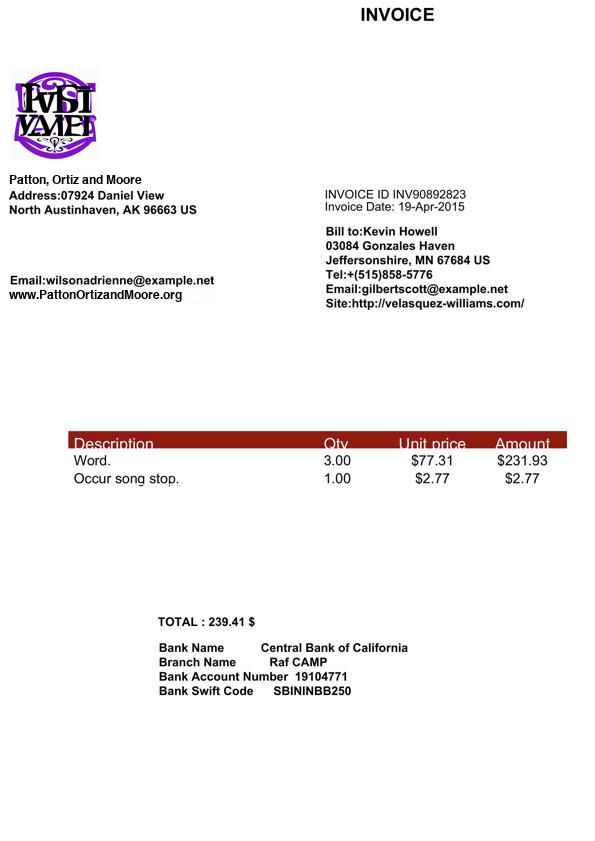 INVOICE
Patton, Ortiz and Moore
Address:07924 Daniel View
North Austinhaven, AK 96663 US
INVOICE ID INV90892823
Invoice Date: 19-Apr-2015
Bill to:Kevin Howell
03084 Gonzales Haven
Jeffersonshire, MN 67684 US
Tel:+(515)858-5776
Email:gilbertscott@example.net
Site:http://velasquez-williams.com/
Email:wilsonadrienne@example.net
www.PattonOrtizandMoore.org
Description Qty Unit price Amount
Word. 3.00 $77.31 $231.93
Occur song stop. 1.00 $2.77 $2.77
TOTAL : 239.41 $
Bank Name Central Bank of California
Branch Name Raf CAMP
Bank Account Number 19104771
Bank Swift Code SBININBB250